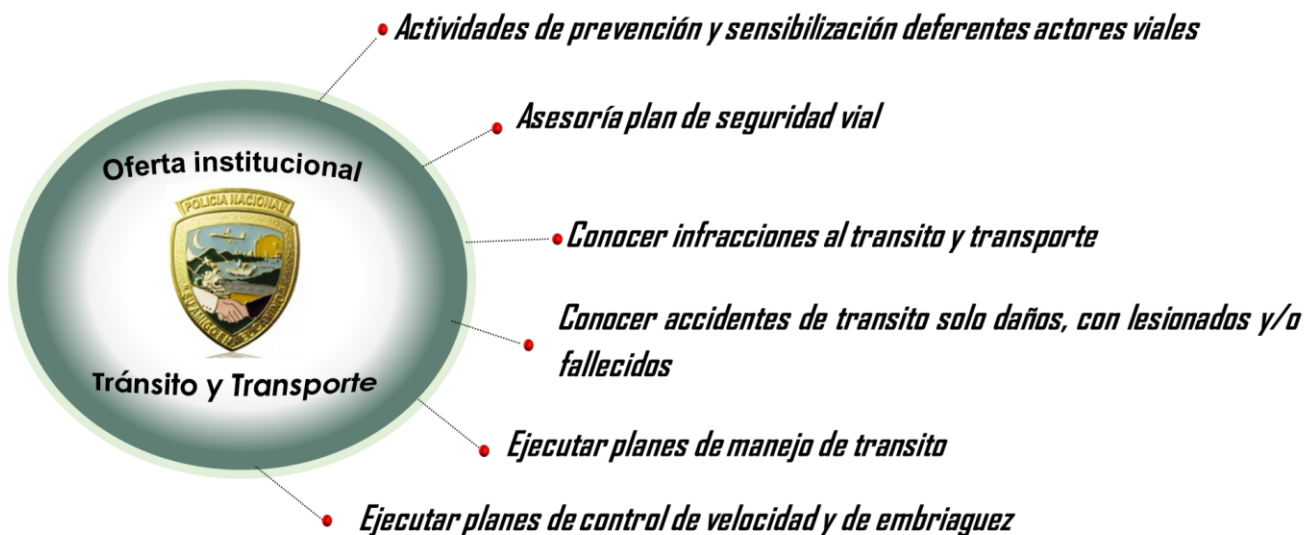 Actividades de prevención y sensibilización deferentes actores viales
Asesoría plan de seguridad vial
Oferta institucional
POLICIA NACIONAL
Conocer infracciones al transito y transporte
Conocer accidentes de transito solo daños, con lesionados y/o
fallecidos
Tránsito y Transporte
Ejecutar planes de manejo de transito
Ejecutar planes de control de velocidad y de embriaguez